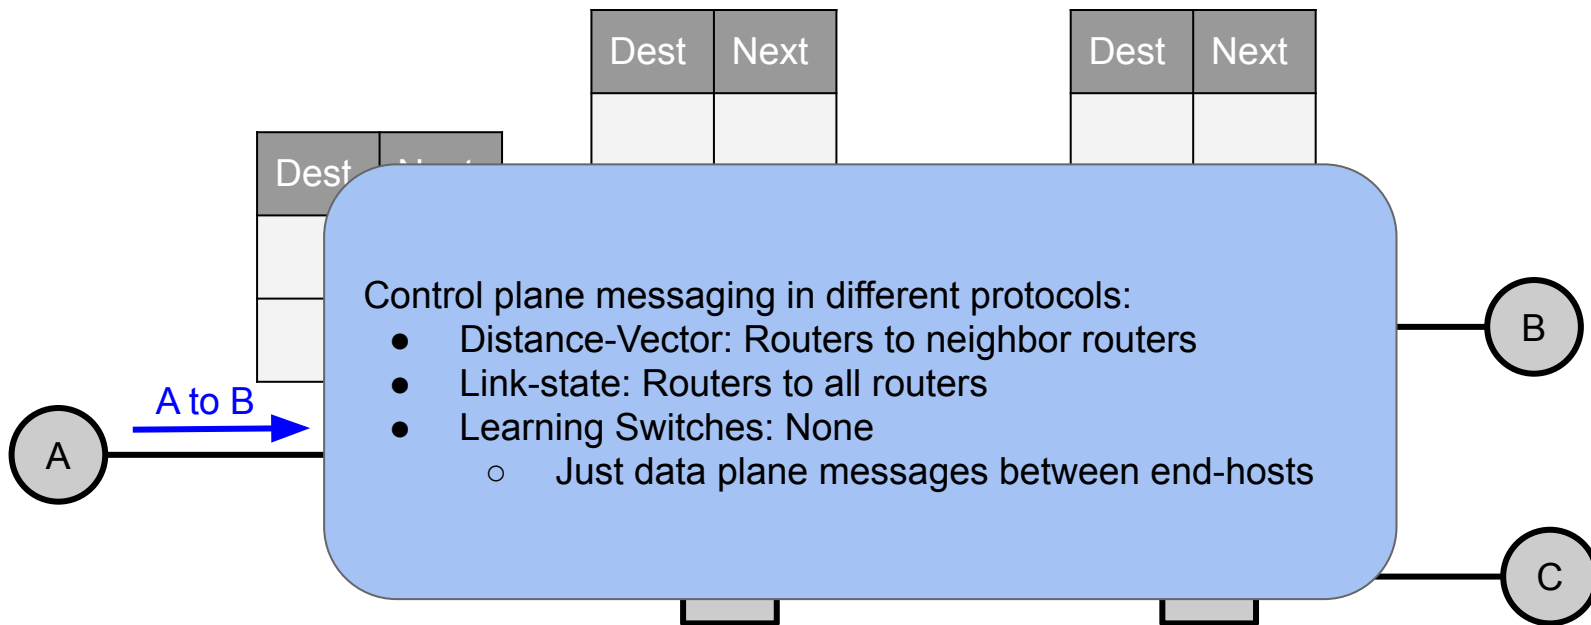 Dest Next
Dest Next
Dest
Control plane messaging in different protocols:
● Distance-Vector: Routers to neighbor routers
● Link-state: Routers to all routers
● Learning Switches: None
○ Just data plane messages between end-hosts
B
A to B
A
C